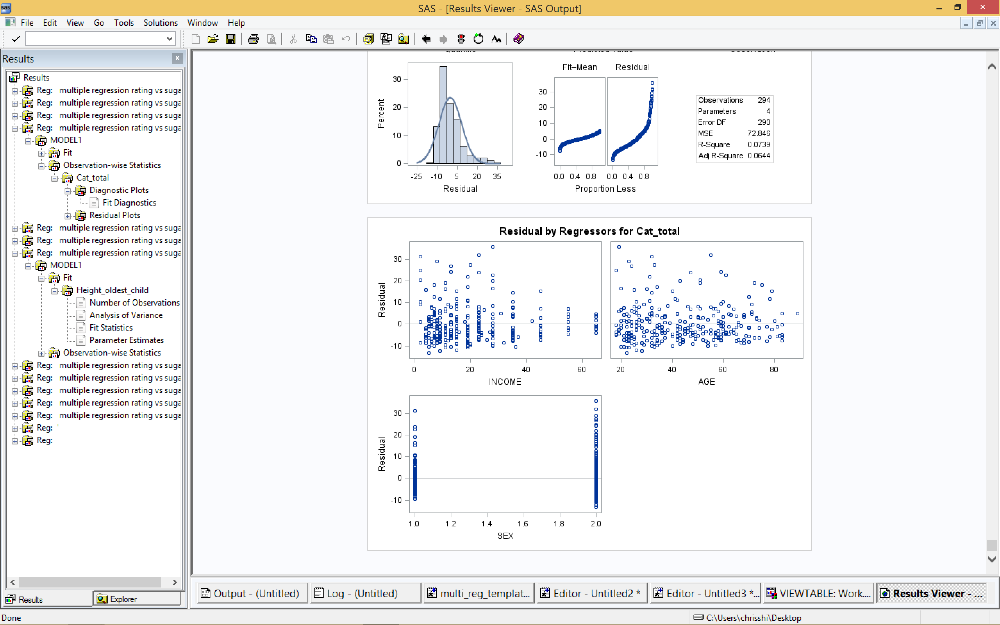 SAS - [Results Viewer - SAS Output]
File Edit View Go Tools Solutions Window Help
Results
Results
Reg: multiple regression rating vs suga
Reg: multiple regression rating vs suga
Reg: multiple regression rating vs suga
Reg: multiple regression rating vs suga
MODEL1
Fit
Observation-wise Statistics
Cat_total
Diagnostic Plots
Fit Diagnostics
Residual Plots
Reg: multiple regression rating vs suga
Reg: multiple regression rating vs suga
Reg: multiple regression rating vs suga
MODEL1
Fit
Height_oldest_child
Number of Observations
Analysis of Variance
Fit Statistics
Parameter Estimates
Observation-wise Statistics
Reg: multiple regression rating vs suga
Reg: multiple regression rating vs suga
Reg: multiple regression rating vs suga
Reg: multiple regression rating vs suga
Reg: multiple regression rating vs suga
Reg: '
Reg:
Results Explorer
Percent
30
20
10
0
-25 -10 5 20 35
Residual
Fit–Mean Residual
30
20
10
0
-10
0.0 0.4 0.8 0.0 0.4 0.8
Proportion Less
Observations 294
Parameters 4
Error DF 290
MSE 72.846
R-Square 0.0739
Adj R-Square 0.0644
Residual by Regressors for Cat_total
Residual
30
20
10
0
-10
0 20 40 60
INCOME
20 40 60 80
AGE
Residual
30
20
10
0
-10
1.0 1.2 1.4 1.6 1.8 2.0
SEX
Output - (Untitled) Log - (Untitled) multi_reg_templat... Editor - Untitled2 * Editor - Untitled3 *... VIEWTABLE: Work.... Results Viewer - ...
Done
C:\Users\chrisshi\Desktop